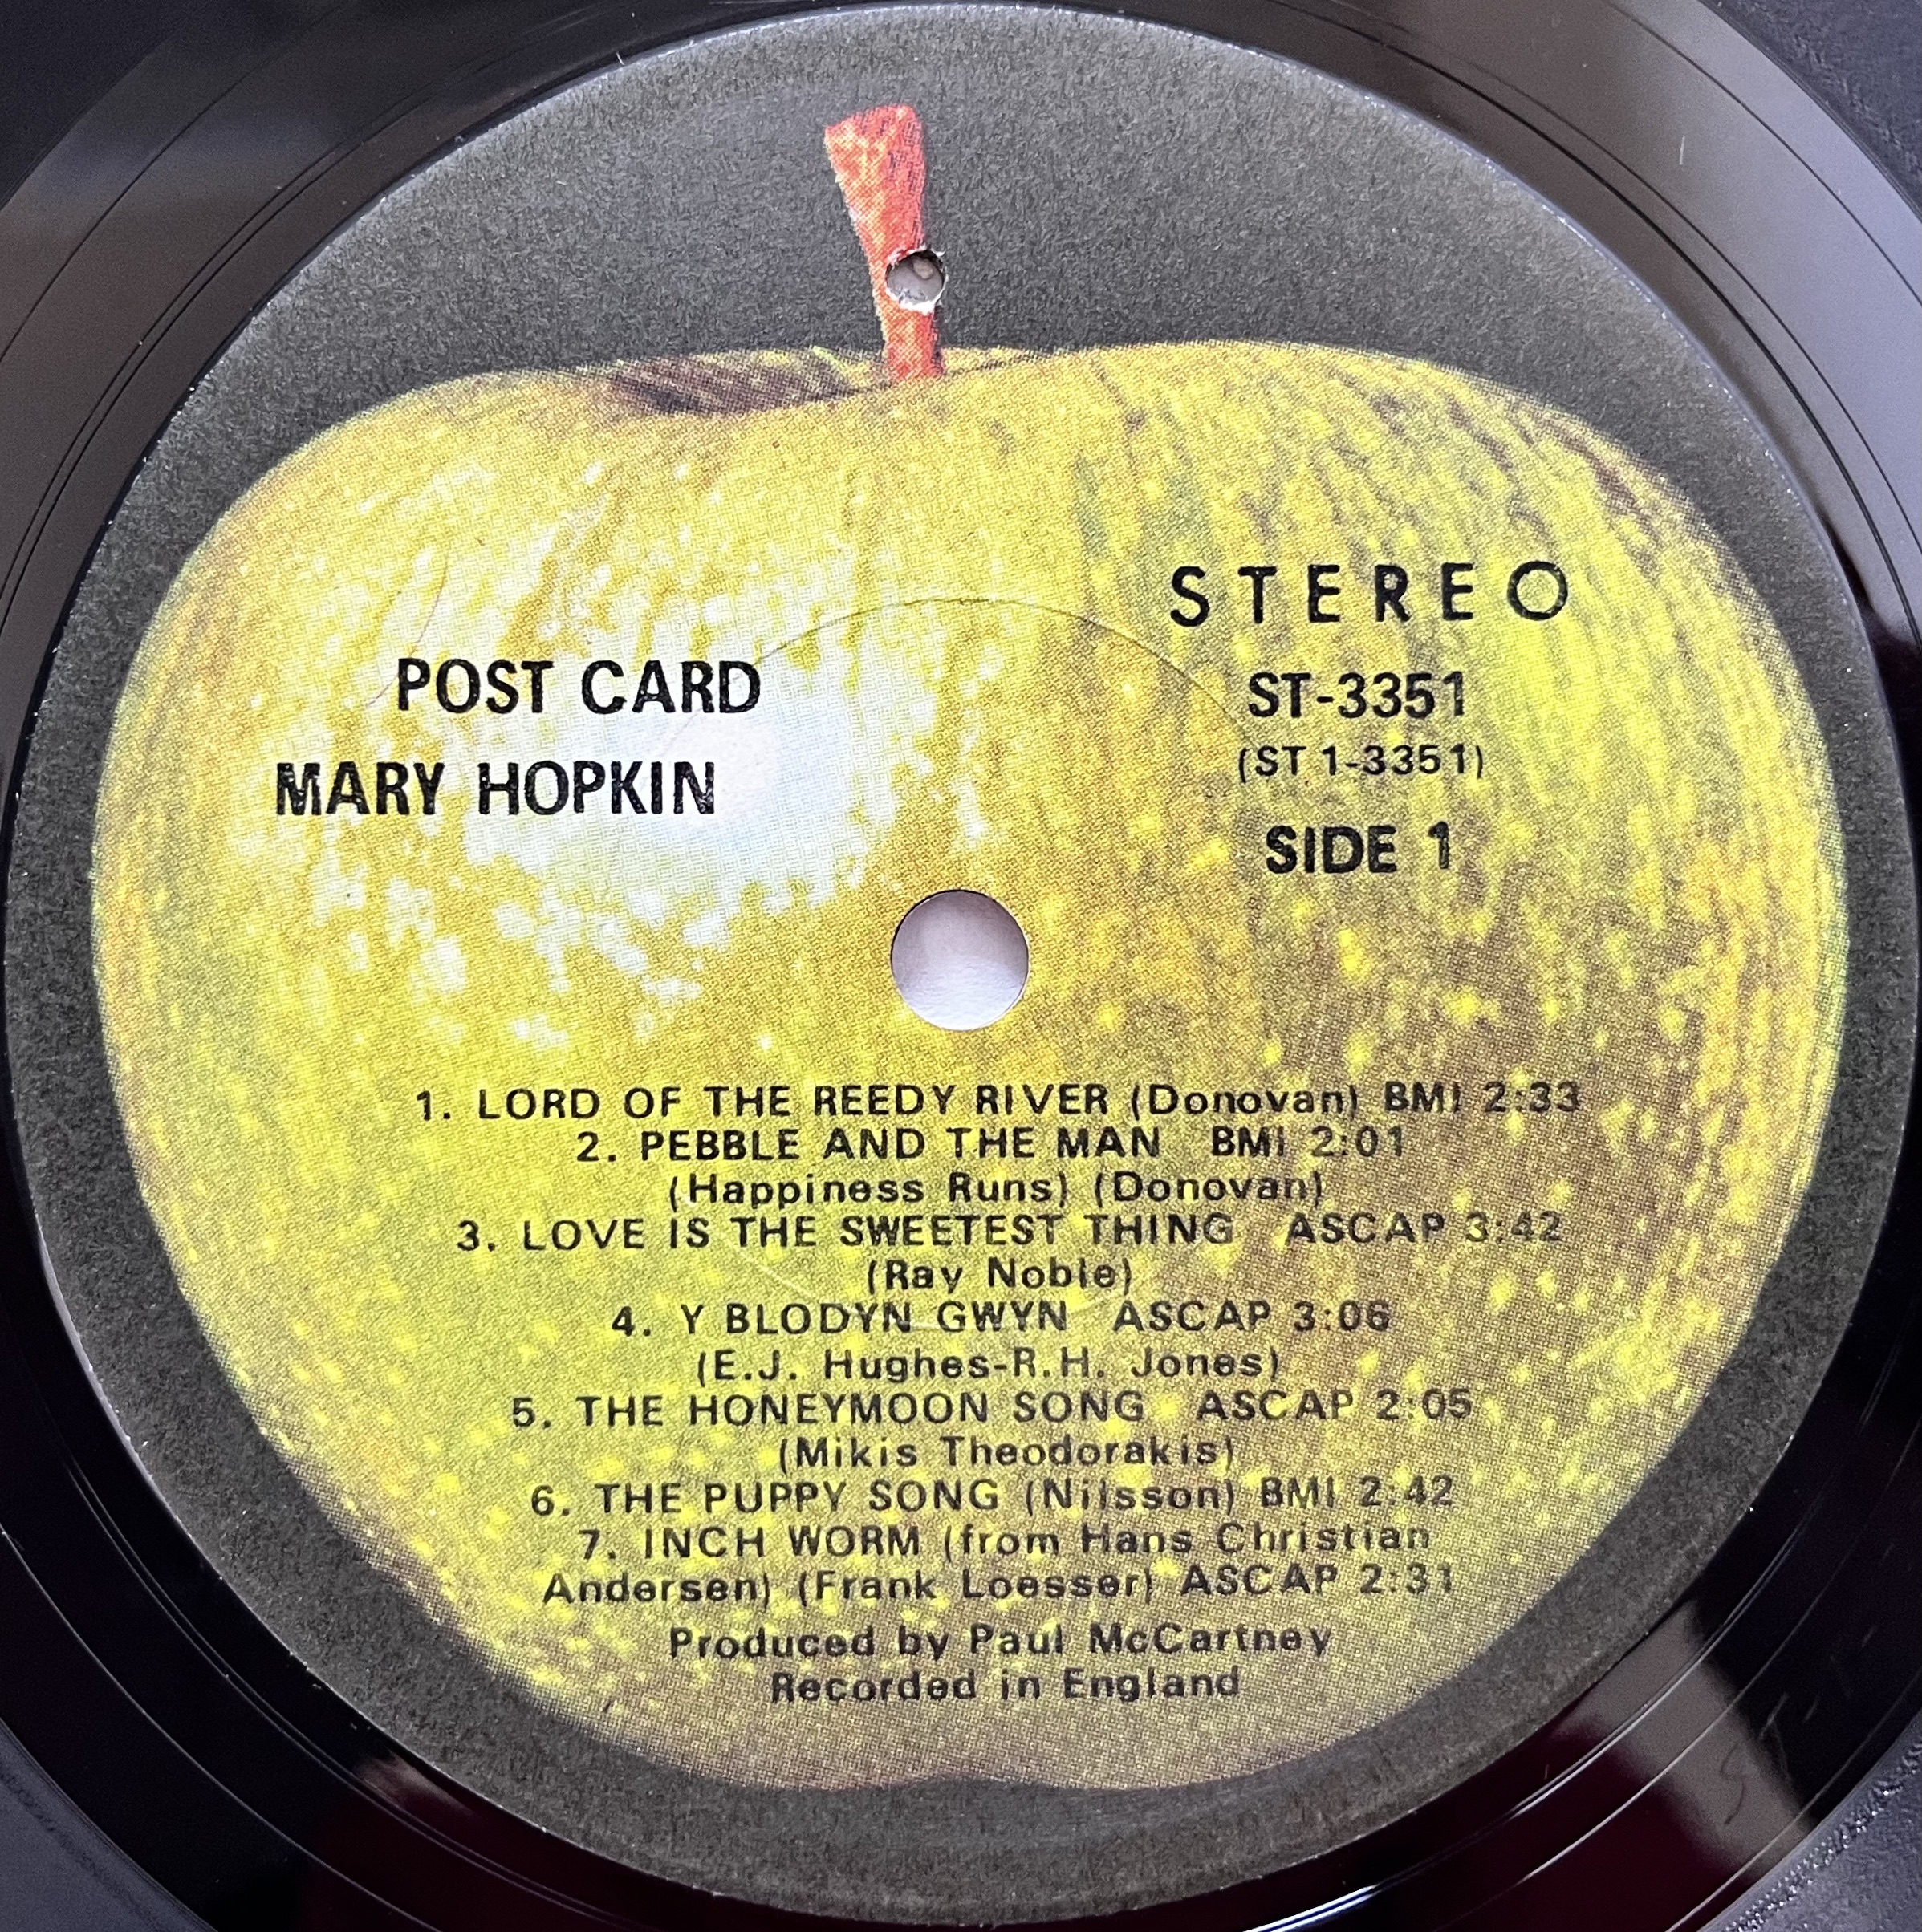 STEREO
POST CARD
ST-3351
(ST 1-3351)
MARY HOPKIN
SIDE 1
1. LORD OF THE REEDY RIVER (Donovan) BMI 2:33
2. PEBBLE AND THE MAN BMI 2:01
(Happiness Runs) (Donovan)
3. LOVE IS THE SWEETEST THING ASCAP 3:42
(Ray Noble)
4. Y BLODYN GWYN ASCAP 3:06
(E.J. Hughes-R.H. Jones)
5. THE HONEYMOON SONG ASCAP 2:05
(Mikis Theodorakis)
6. THE PUPPY SONG (Nilsson) BMI 2:42
7. INCH WORM (from Hans Christian
Andersen) (Frank Loesser) ASCAP 2:31
Produced by Paul McCartney
Recorded in England